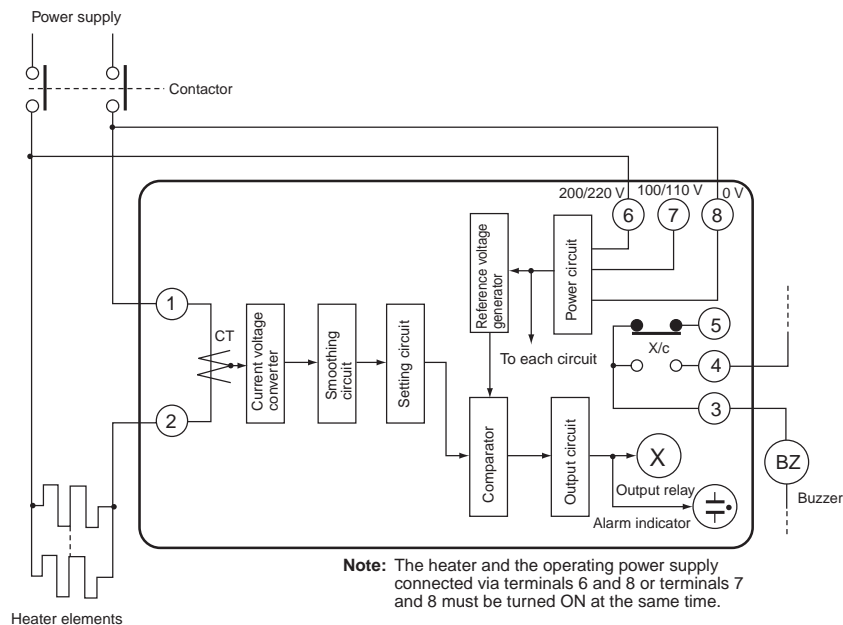 Power supply
Contactor
200/220 V
100/110 V
0 V
6
7
8
Reference voltage
generator
Power circuit
1
5
CT
X/c
To each circuit
4
Current voltage
converter
Smoothing
circuit
Setting circuit
2
3
Comparator
Output circuit
X
BZ
Output relay
Buzzer
Alarm indicator
Note: The heater and the operating power supply
connected via terminals 6 and 8 or terminals 7
and 8 must be turned ON at the same time.
Heater elements